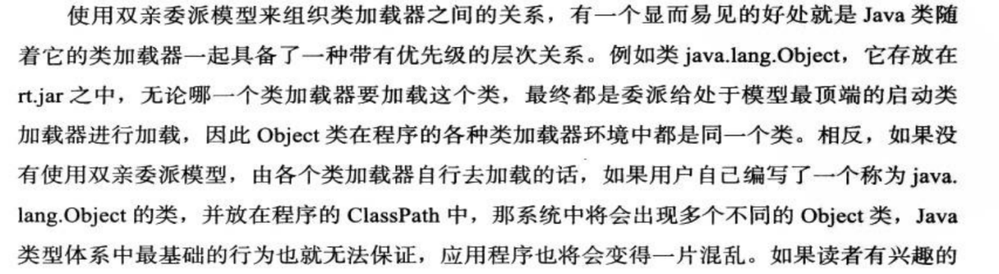 使用双亲委派模型来组织类加载器之间的关系，有一个显而易见的好处就是 Java 类随
着它的类加载器一起具备了一种带有优先级的层次关系。例如类 java.lang.Object，它存放在
rt.jar 之中，无论哪一个类加载器要加载这个类，最终都是委派给处于模型最顶端的启动类
加载器进行加载，因此 Object 类在程序的各种类加载器环境中都是同一个类。相反，如果没
有使用双亲委派模型，由各个类加载器自行去加载的话，如果用户自己编写了一个称为 java.
lang.Object 的类，并放在程序的 ClassPath 中，那系统中将会出现多个不同的 Object 类，Java
类型体系中最基础的行为也就无法保证，应用程序也将会变得一片混乱。如果读者有兴趣的